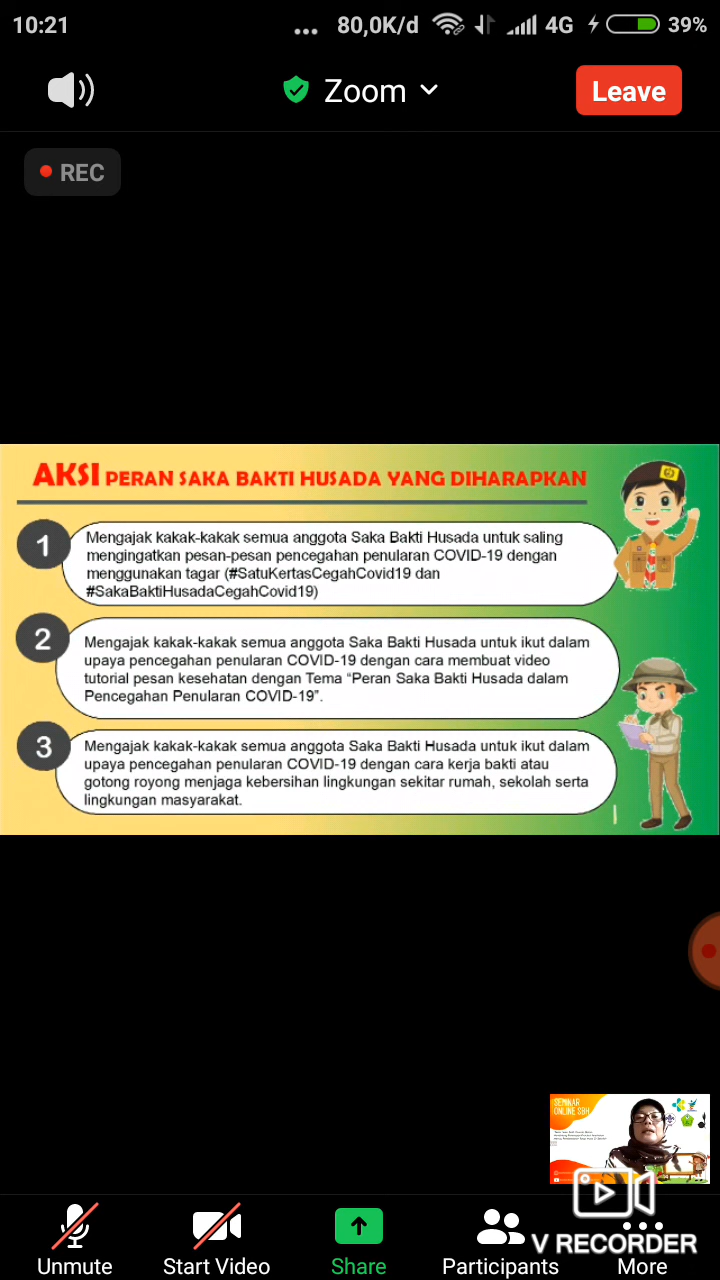 10:21
... 80,0K/d 4G 39%
Zoom
Leave
REC
AKSI PERAN SAKA BAKTI HUSADA YANG DIHARAPKAN
1
Mengajak kakak-kakak semua anggota Saka Bakti Husada untuk saling
mengingatkan pesan-pesan pencegahan penularan COVID-19 dengan
menggunakan tagar (#SatuKertasCegahCovid19 dan
#SakaBaktiHusadaCegahCovid19)
2
Mengajak kakak-kakak semua anggota Saka Bakti Husada untuk ikut dalam
upaya pencegahan penularan COVID-19 dengan cara membuat video
tutorial pesan kesehatan dengan Tema “Peran Saka Bakti Husada dalam
Pencegahan Penularan COVID-19”.
3
Mengajak kakak-kakak semua anggota Saka Bakti Husada untuk ikut dalam
upaya pencegahan penularan COVID-19 dengan cara kerja bakti atau
gotong royong menjaga kebersihan lingkungan sekitar rumah, sekolah serta
lingkungan masyarakat.
SEMINAR
ONLINE SBH
V RECORDER
Unmute
Start Video
Share
Participants
More